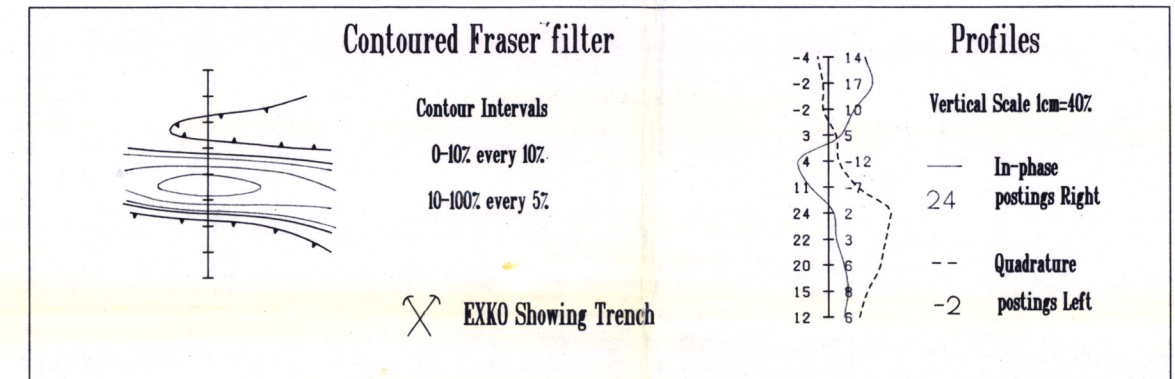 Contoured Fraser filter
Contour Intervals
0-10% every 10%
10-100% every 5%
EXKO Showing Trench
Profiles
-4 14
-2 17
-2 10
3 5
4 -12
11 -7
24 2
22 3
20 6
15 8
12 6
Vertical Scale 1cm=40%
In-phase
24 postings Right
Quadrature
-2 postings Left